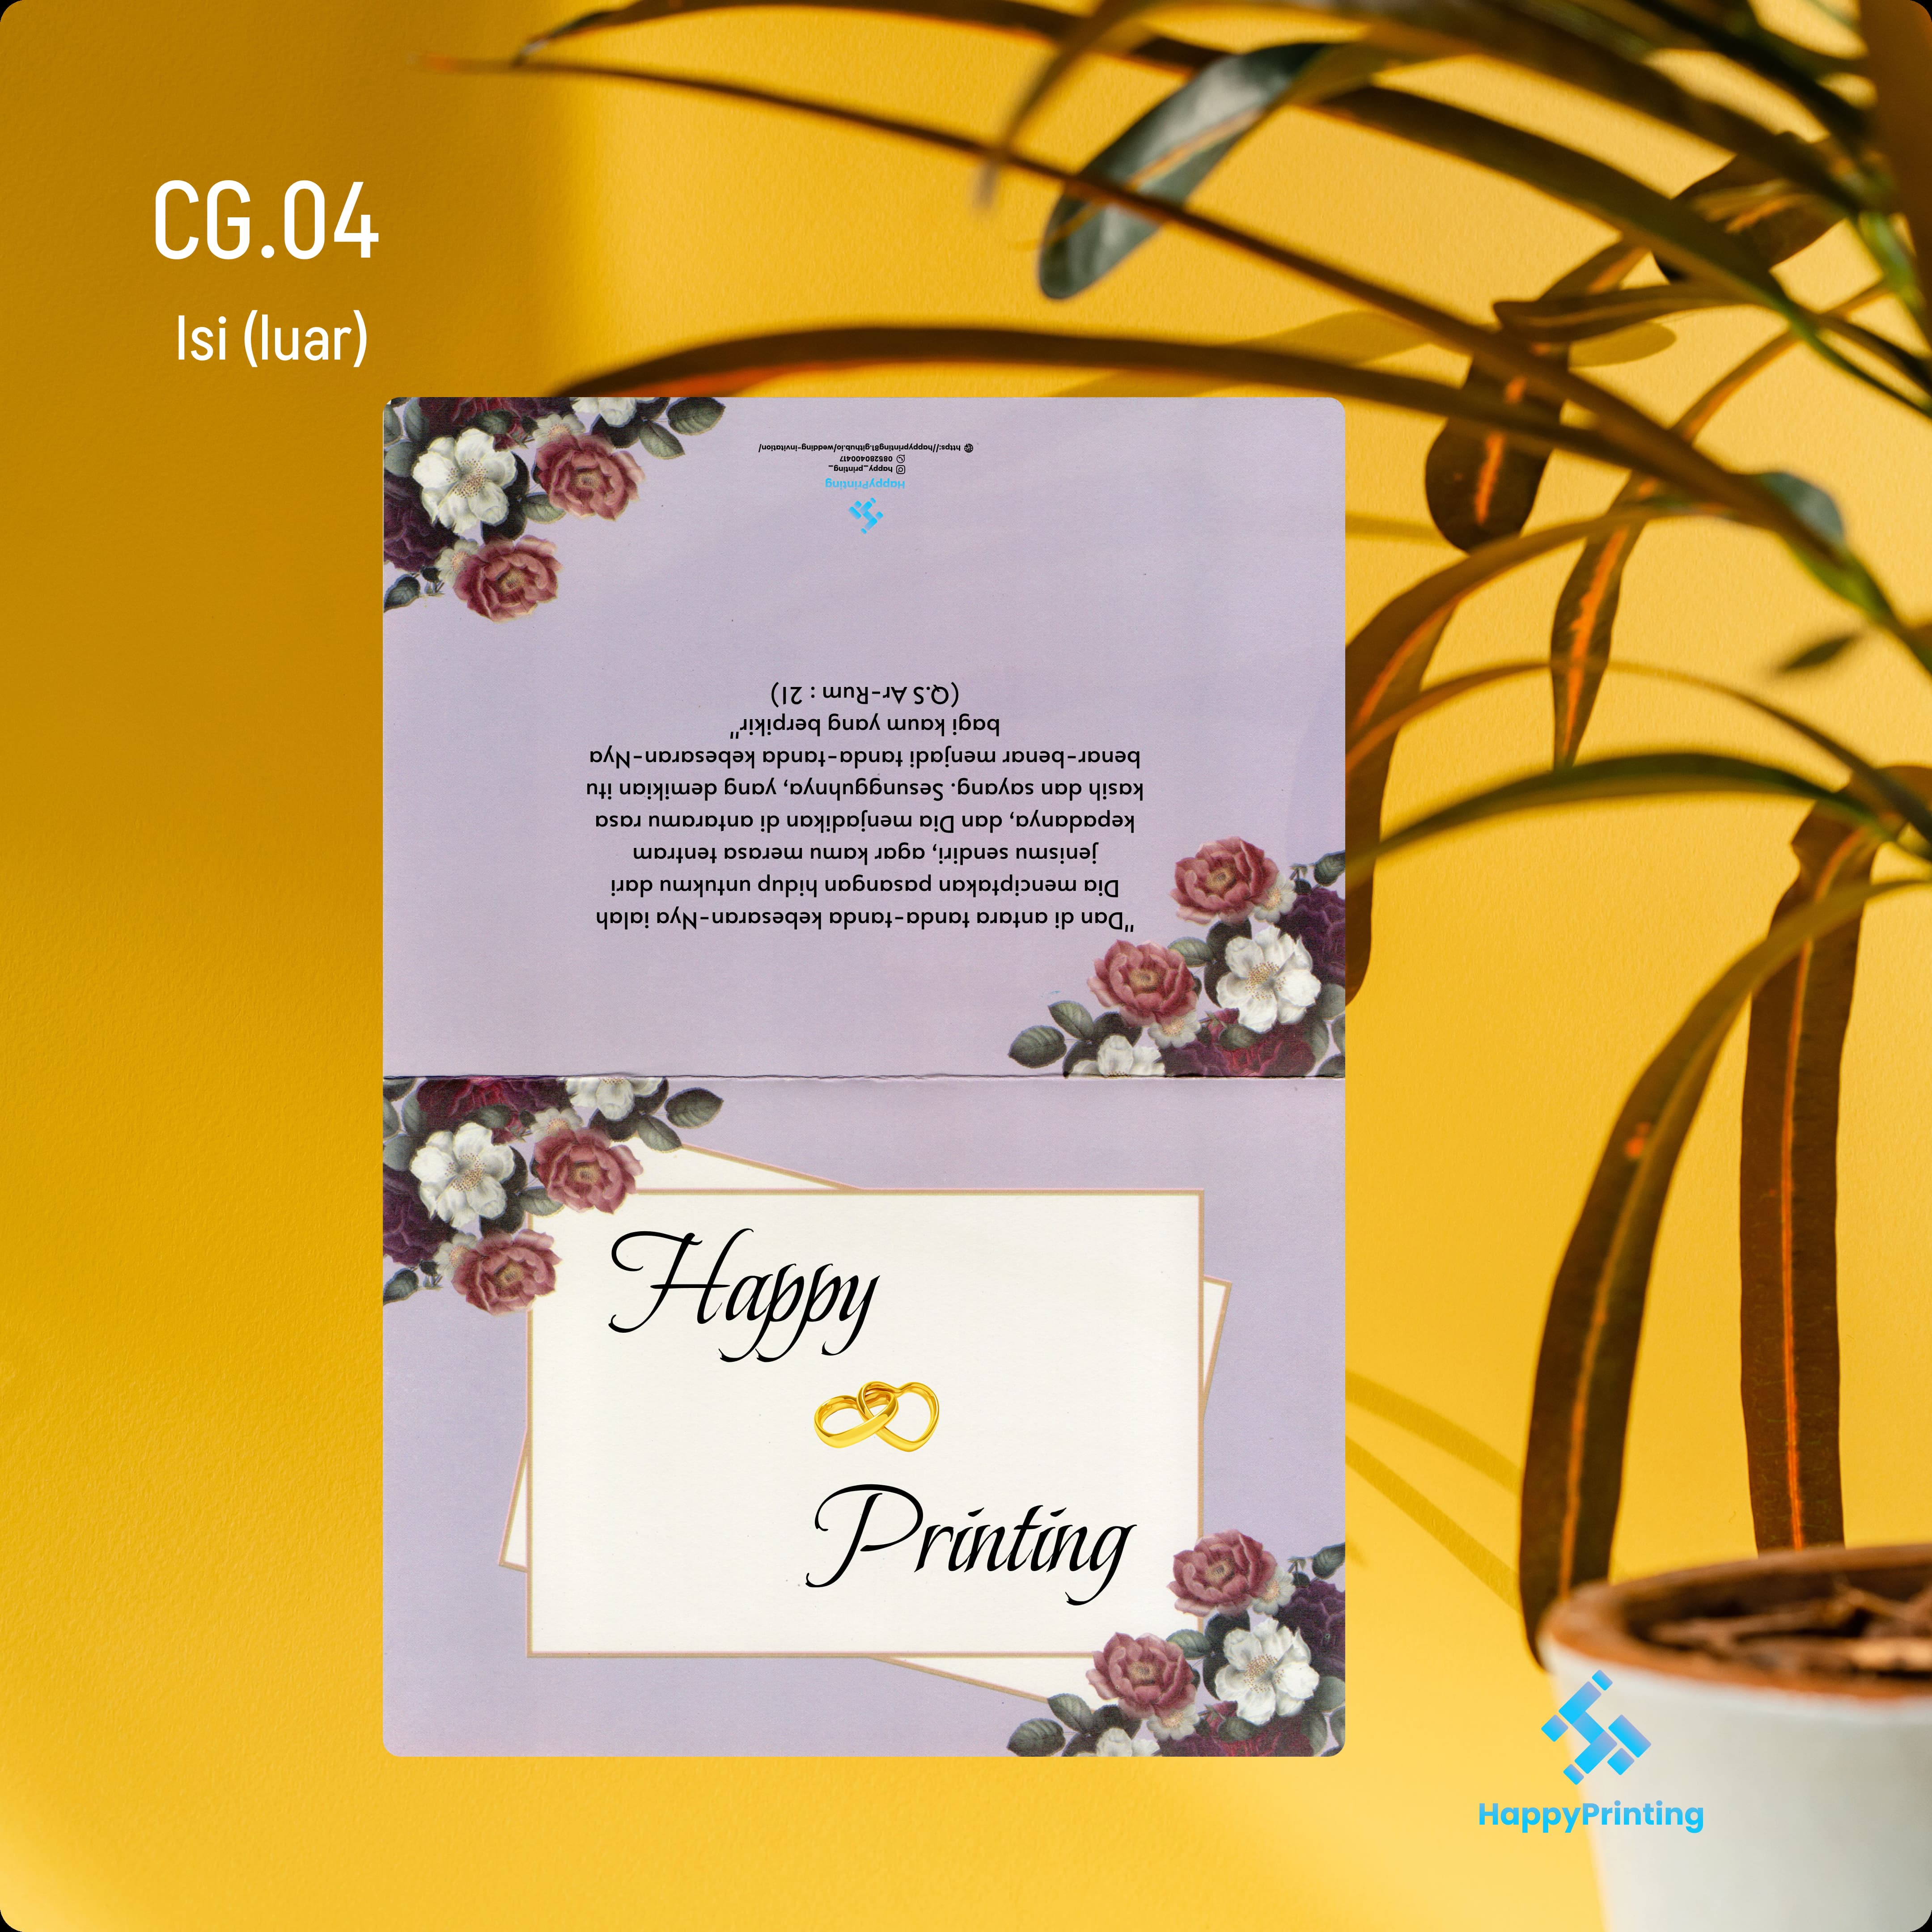 CG.04
Isi (luar)
"Dan di antara tanda-tanda kebesaran-Nya ialah
Dia menciptakan pasangan hidup untukmu dari
jenismu sendiri, agar kamu merasa tentram
kepadanya, dan Dia menjadikan di antaramu rasa
kasih dan sayang. Sesungguhnya, yang demikian itu
benar-benar menjadi tanda-tanda kebesaran-Nya
bagi kaum yang berpikir"
(Q.S Ar-Rum : 21)
HappyPrinting
happy_printing_
085280400417
https://happyprinting81.github.io/wedding-invitation/
Happy
Printing
HappyPrinting